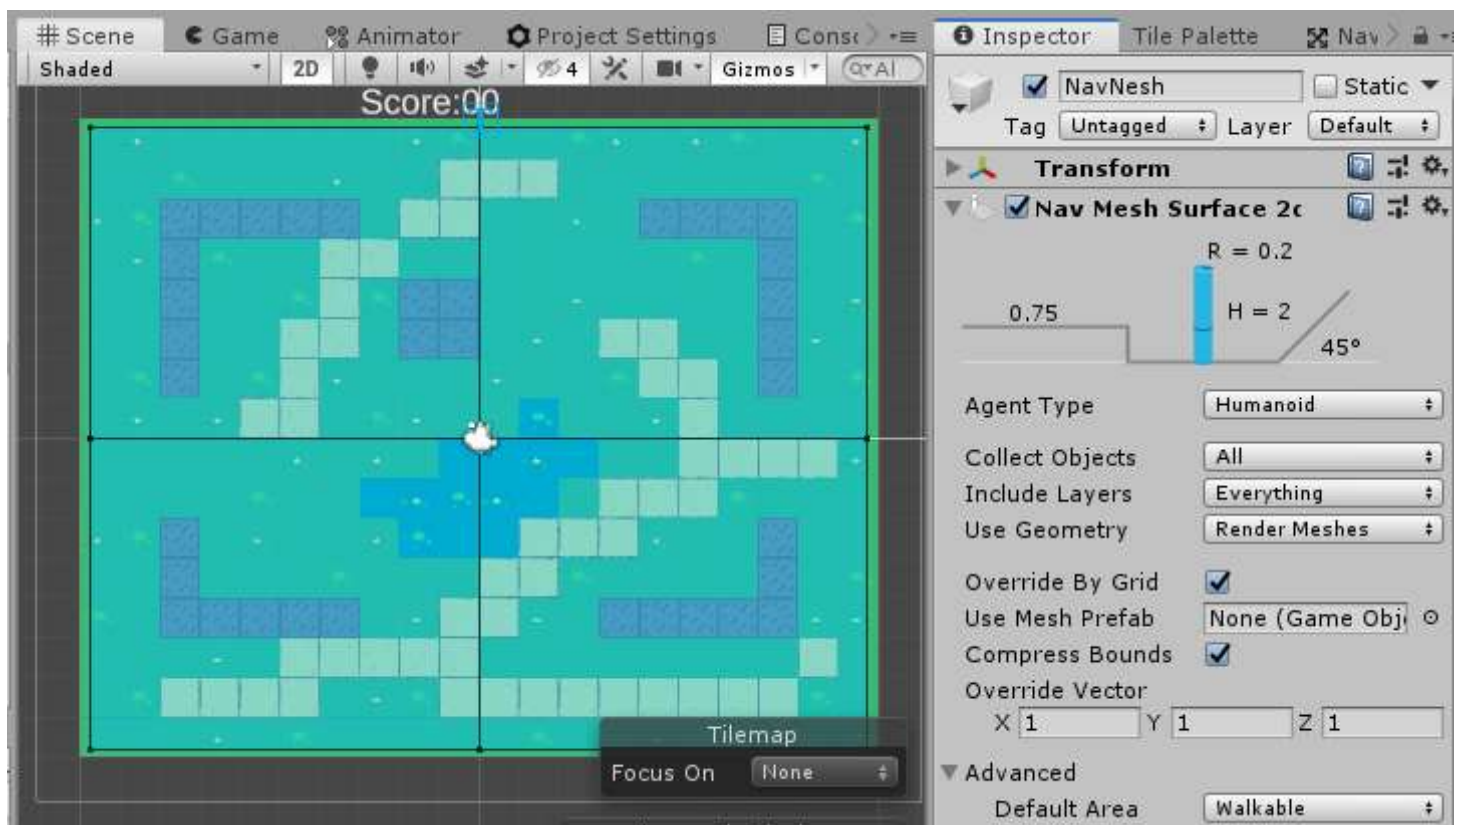 Scene Game Animator Project Settings Inspector Tile Palette Nav
Shaded 2D 4 Gizmos
Score:00
NavNesh Static
Tag Untagged Layer Default
Transform
Nav Mesh Surface
R = 0.2
0.75 H = 2
45°
Agent Type Humanoid
Collect Objects All
Include Layers Everything
Use Geometry Render Meshes
Override By Grid
Use Mesh Prefab None (Game Obj
Compress Bounds
Override Vector
X 1 Y 1 Z 1
Tilemap
Focus On None
Advanced
Default Area Walkable